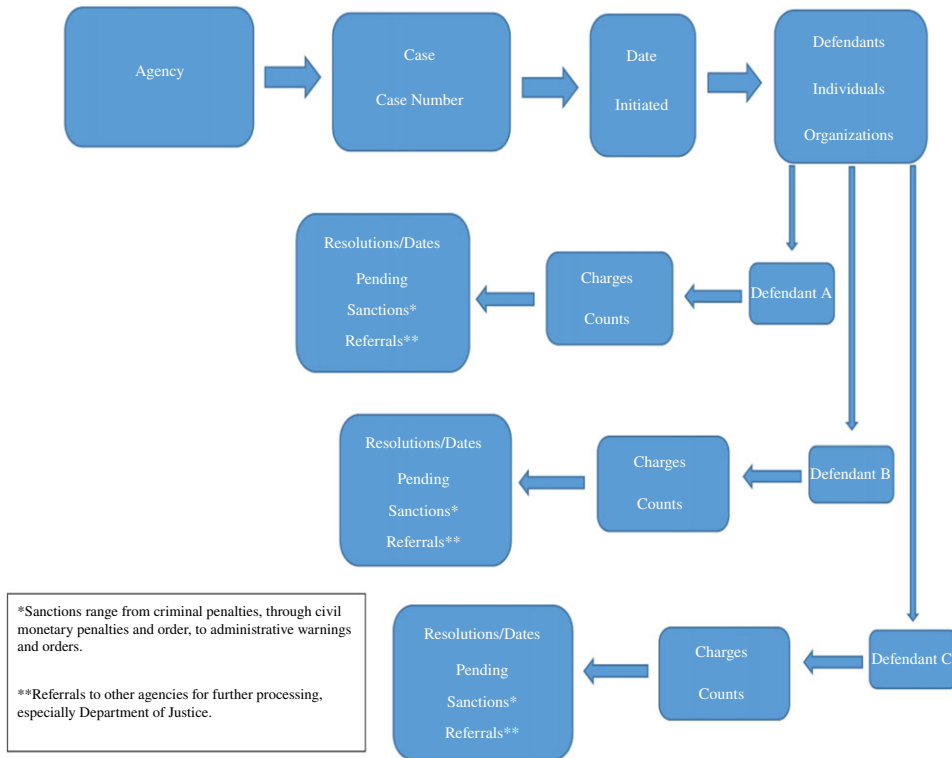 Agency
Case
Case Number
Date
Initiated
Defendants
Individuals
Organizations
Defendant A
Charges
Counts
Resolutions/Dates
Pending
Sanctions*
Referrals**
Defendant B
Charges
Counts
Resolutions/Dates
Pending
Sanctions*
Referrals**
Defendant C
Charges
Counts
Resolutions/Dates
Pending
Sanctions*
Referrals**
*Sanctions range from criminal penalties, through civil
monetary penalties and order, to administrative warnings
and orders.
**Referrals to other agencies for further processing,
especially Department of Justice.